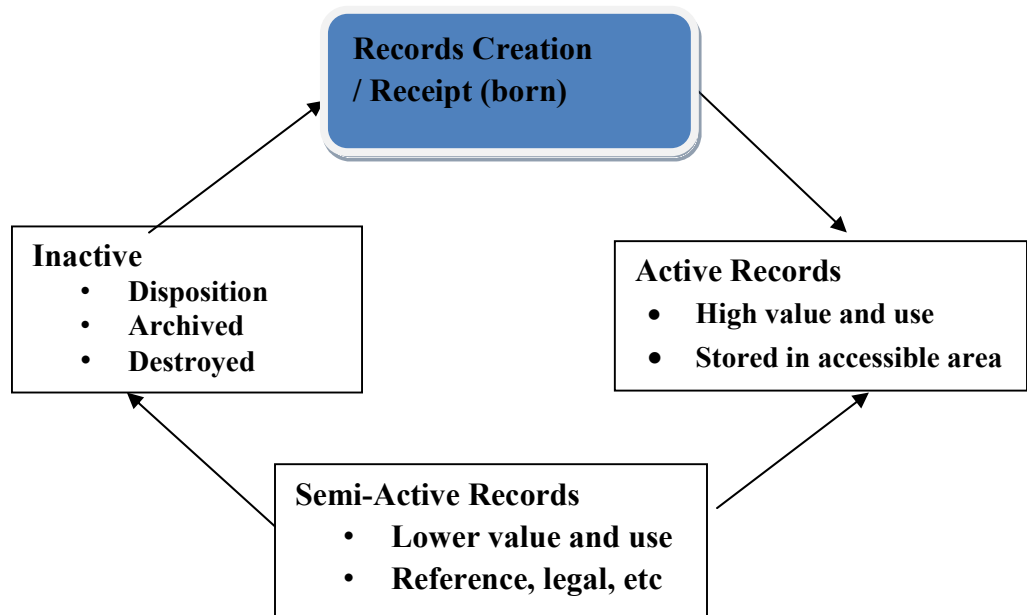 Records Creation
/ Receipt (born)
Inactive
• Disposition
• Archived
• Destroyed
Active Records
• High value and use
• Stored in accessible area
Semi-Active Records
• Lower value and use
• Reference, legal, etc